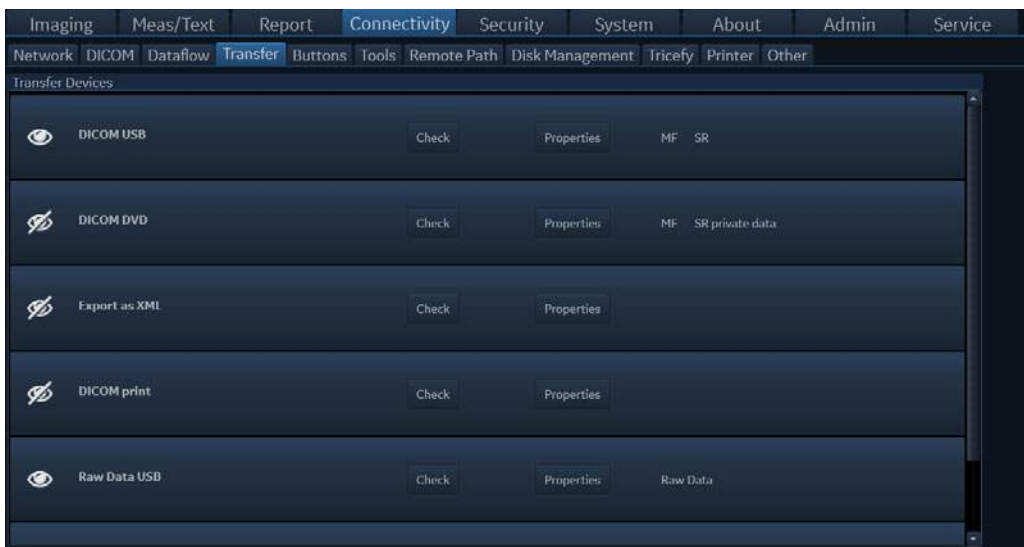 Imaging Meas/Text Report Connectivity Security System About Admin Service
Network DICOM Dataflow Transfer Buttons Tools Remote Path Disk Management Tricefy Printer Other
Transfer Devices
DICOM USB Check Properties MF SR
DICOM DVD Check Properties MF SR private data
Export as XML Check Properties
DICOM print Check Properties
Raw Data USB Check Properties Raw Data